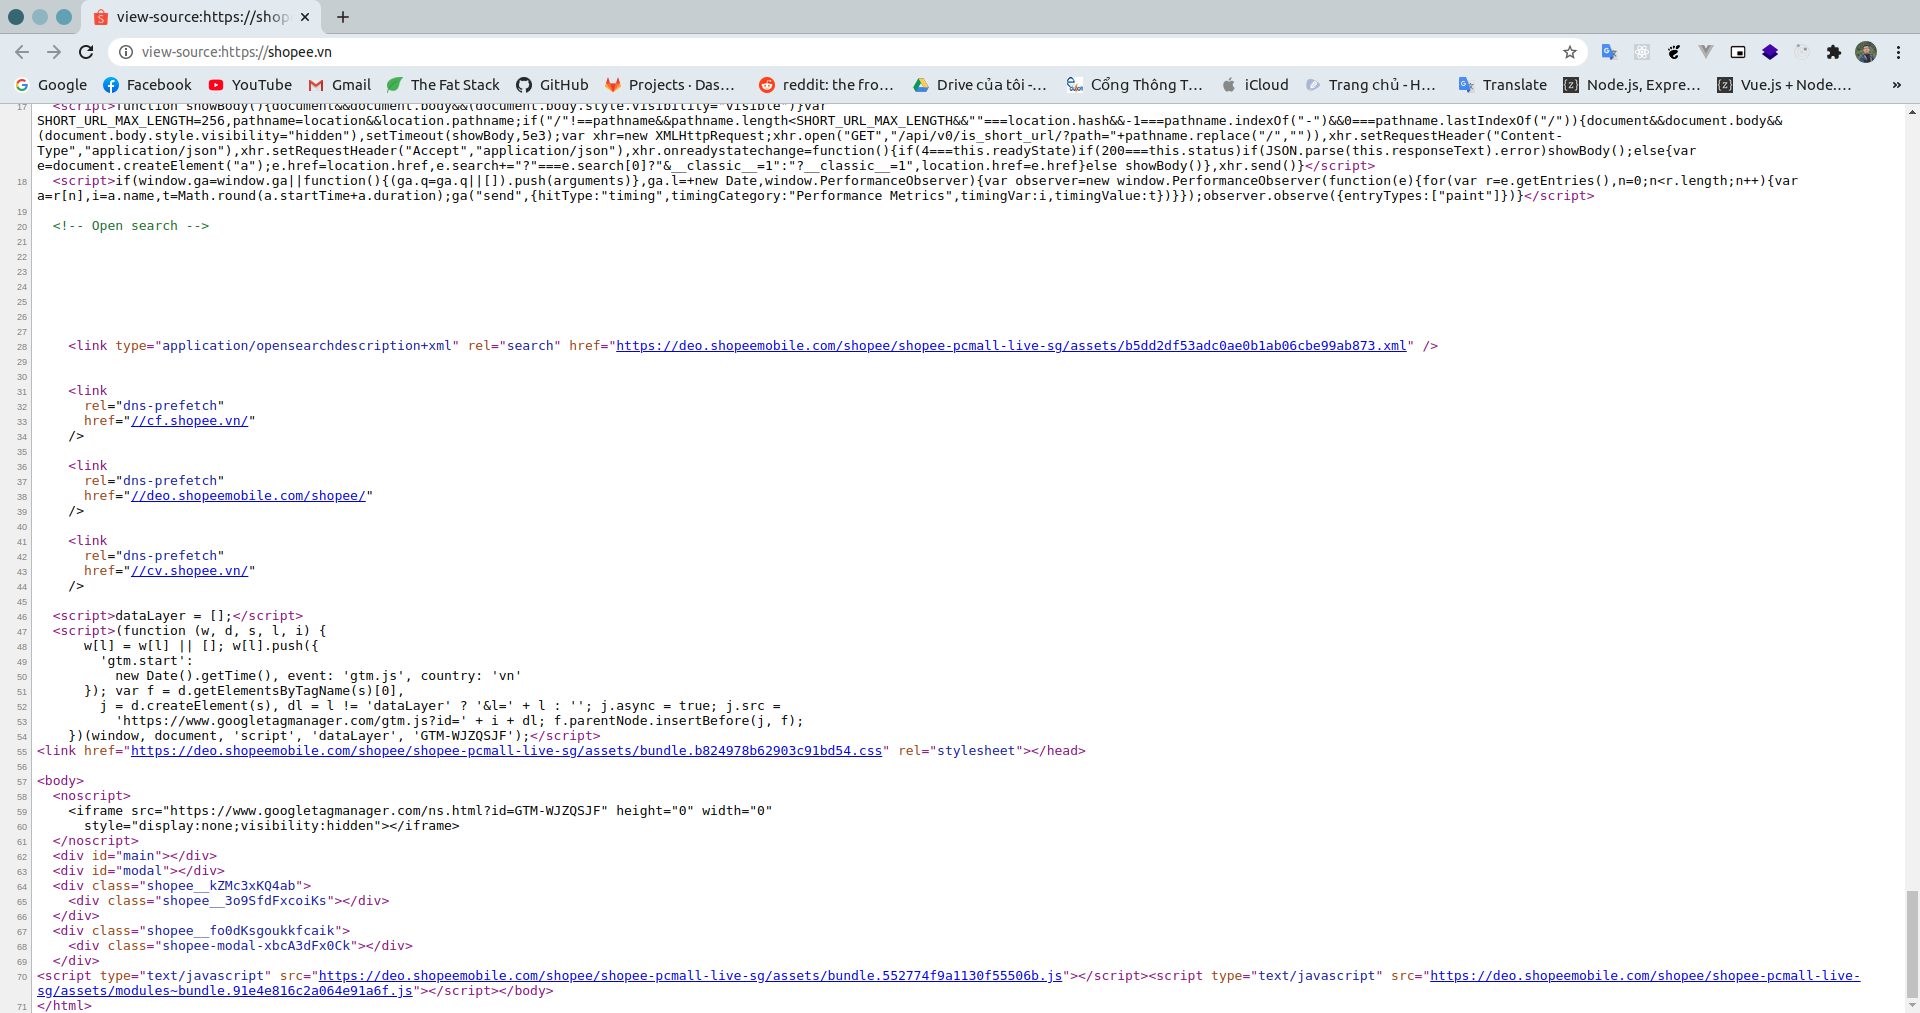 view-source:https://shop
view-source:https://shopee.vn
Google Facebook YouTube Gmail The Fat Stack GitHub Projects · Das… reddit: the fro… Drive của tôi -… Cổng Thông T… iCloud Trang chủ - H… Translate Node.js, Expre… Vue.js + Node.… »
17 <script>function showBody(){document&&document.body&&(document.body.style.visibility="visible")}var
SHORT_URL_MAX_LENGTH=256,pathname=location&&location.pathname;if("/"!==pathname&&pathname.length<SHORT_URL_MAX_LENGTH&&""===location.hash&&-1===pathname.indexOf("-")&&0===pathname.lastIndexOf("/")){document&&document.body&&
(document.body.style.visibility="hidden"),setTimeout(showBody,5e3);var xhr=new XMLHttpRequest;xhr.open("GET","/api/v0/is_short_url/?path="+pathname.replace("/","")),xhr.setRequestHeader("Content-
Type","application/json"),xhr.setRequestHeader("Accept","application/json"),xhr.onreadystatechange=function(){if(4===this.readyState)if(200===this.status)if(JSON.parse(this.responseText).error)showBody();else{var
e=document.createElement("a");e.href=location.href,e.search+="?"===e.search[0]?"&__classic__=1":"?__classic__=1",location.href=e.href}else showBody()},xhr.send()}</script>
18 <script>if(window.ga=window.ga||function(){(ga.q=ga.q||[]).push(arguments)},ga.l=+new Date,window.PerformanceObserver){var observer=new window.PerformanceObserver(function(e){for(var r=e.getEntries(),n=0;n<r.length;n++){var
a=r[n],i=a.name,t=Math.round(a.startTime+a.duration);ga("send",{hitType:"timing",timingCategory:"Performance Metrics",timingVar:i,timingValue:t})}});observer.observe({entryTypes:["paint"]})}</script>
19
20 <!-- Open search -->
21
22
23
24
25
26
27
28 <link type="application/opensearchdescription+xml" rel="search" href="https://deo.shopeemobile.com/shopee/shopee-pcmall-live-sg/assets/b5dd2df53adc0ae0b1ab06cbe99ab873.xml" />
29
30
31 <link
32 rel="dns-prefetch"
33 href="//cf.shopee.vn/"
34 />
35
36 <link
37 rel="dns-prefetch"
38 href="//deo.shopeemobile.com/shopee/"
39 />
40
41 <link
42 rel="dns-prefetch"
43 href="//cv.shopee.vn/"
44 />
45
46 <script>dataLayer = [];</script>
47 <script>(function (w, d, s, l, i) {
48 w[l] = w[l] || []; w[l].push({
49 'gtm.start':
50 new Date().getTime(), event: 'gtm.js', country: 'vn'
51 }); var f = d.getElementsByTagName(s)[0],
52 j = d.createElement(s), dl = l != 'dataLayer' ? '&l=' + l : ''; j.async = true; j.src =
53 'https://www.googletagmanager.com/gtm.js?id=' + i + dl; f.parentNode.insertBefore(j, f);
54 })(window, document, 'script', 'dataLayer', 'GTM-WJZQSJF');</script>
55 <link href="https://deo.shopeemobile.com/shopee/shopee-pcmall-live-sg/assets/bundle.b824978b62903c91bd54.css" rel="stylesheet"></head>
56
57 <body>
58 <noscript>
59 <iframe src="https://www.googletagmanager.com/ns.html?id=GTM-WJZQSJF" height="0" width="0"
60 style="display:none;visibility:hidden"></iframe>
61 </noscript>
62 <div id="main"></div>
63 <div id="modal"></div>
64 <div class="shopee__kZMc3xKQ4ab">
65 <div class="shopee__3o9SfdFxcoiKs"></div>
66 </div>
67 <div class="shopee__fo0dKsgoukkfcaik">
68 <div class="shopee-modal-xbcA3dFx0Ck"></div>
69 </div>
70 <script type="text/javascript" src="https://deo.shopeemobile.com/shopee/shopee-pcmall-live-sg/assets/bundle.552774f9a1130f55506b.js"></script><script type="text/javascript" src="https://deo.shopeemobile.com/shopee/shopee-pcmall-live-
sg/assets/modules~bundle.91e4e816c2a064e91a6f.js"></script></body>
71 </html>